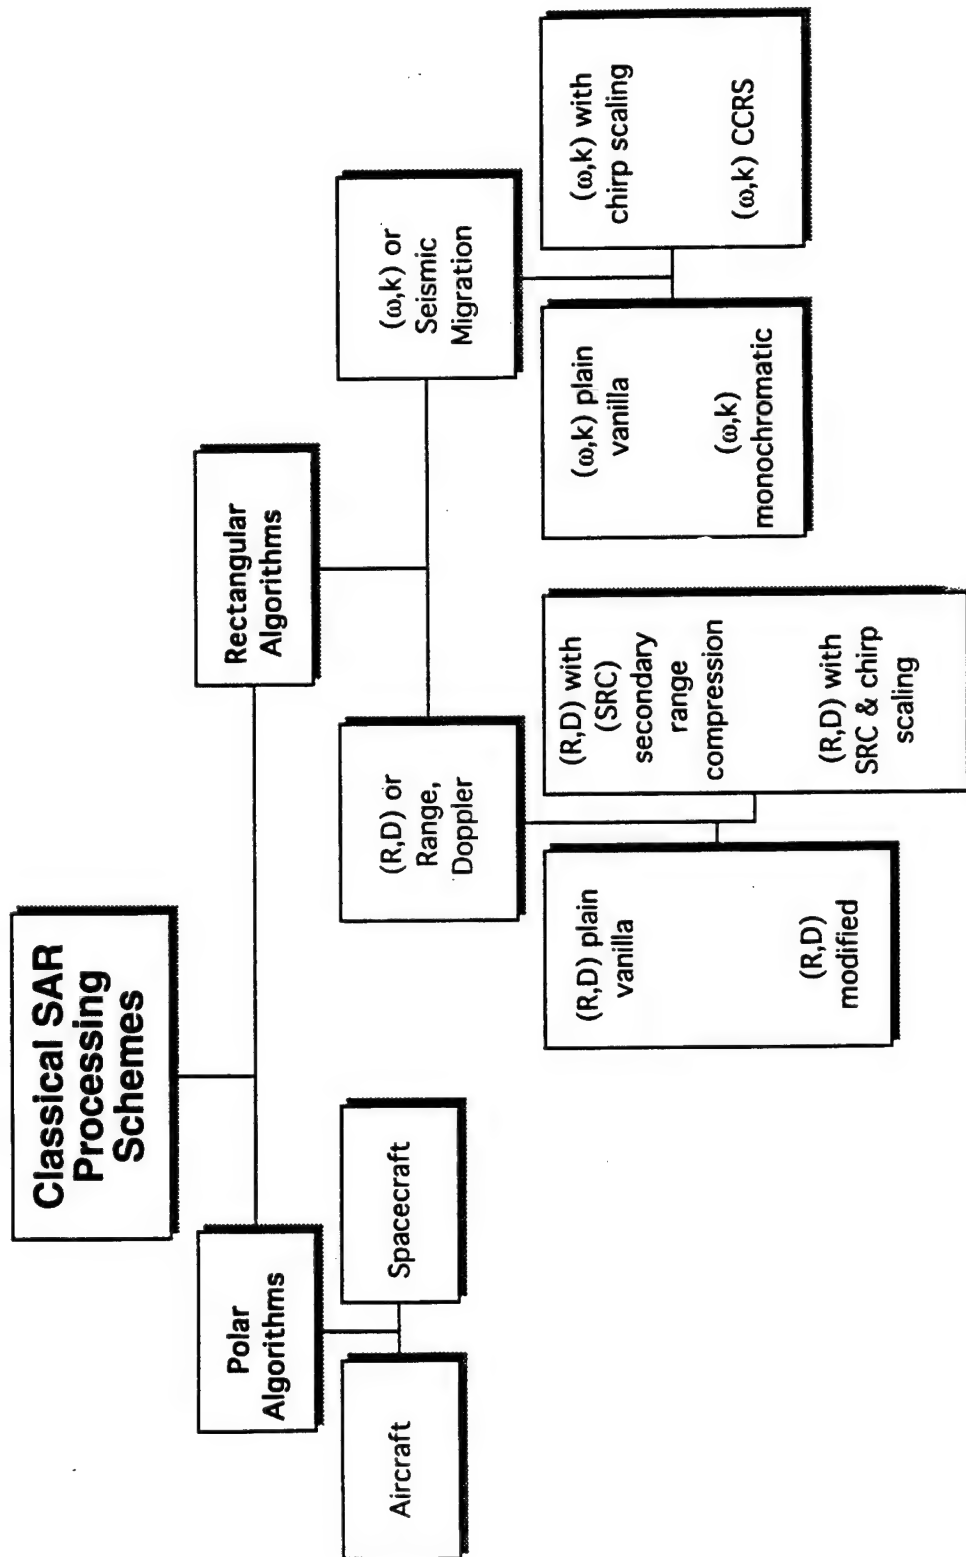 Classical SAR
Processing
Schemes
Polar
Algorithms
Rectangular
Algorithms
Aircraft
Spacecraft
(R,D) or
Range,
Doppler
(ω,k) or
Seismic
Migration
(R,D) plain
vanilla
(R,D)
modified
(R,D) with
(SRC)
secondary
range
compression
(R,D) with
SRC & chirp
scaling
(ω,k) plain
vanilla
(ω,k)
monochromatic
(ω,k) with
chirp scaling
(ω,k) CCRS